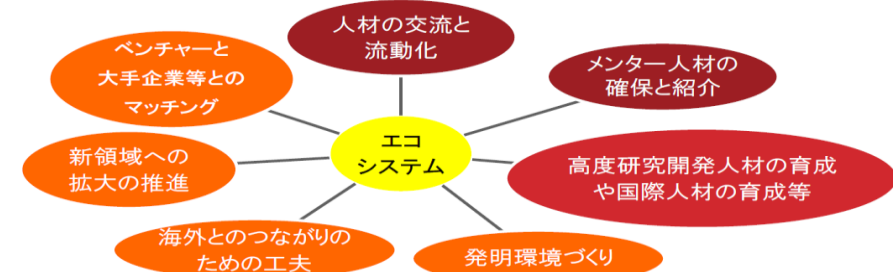 人材の交流と
流動化
ベンチャーと
大手企業等との
マッチング
メンター人材の
確保と紹介
エコ
システム
新領域への
拡大の推進
高度研究開発人材の育成
や国際人材の育成等
海外とのつながりの
ための工夫
発明環境づくり